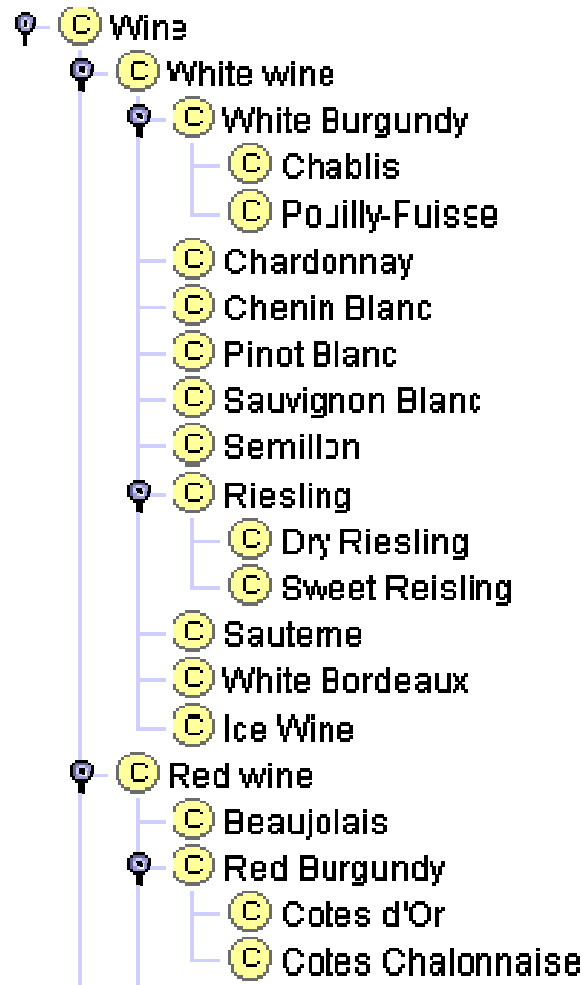 C Wine
C White wine
C White Burgundy
C Chablis
C Pouilly-Fuisse
C Chardonnay
C Chenin Blanc
C Pinot Blanc
C Sauvignon Blanc
C Semillon
C Riesling
C Dry Riesling
C Sweet Reisling
C Sauterne
C White Bordeaux
C Ice Wine
C Red wine
C Beaujolais
C Red Burgundy
C Cotes d'Or
C Cotes Chalonnaise